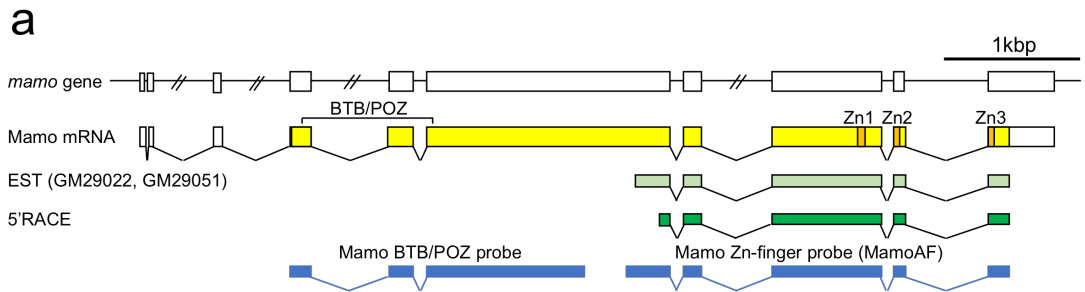 a
1kbp
mamo gene
BTB/POZ
Mamo mRNA
Zn1 Zn2 Zn3
EST (GM29022, GM29051)
5'RACE
Mamo BTB/POZ probe
Mamo Zn-finger probe (MamoAF)